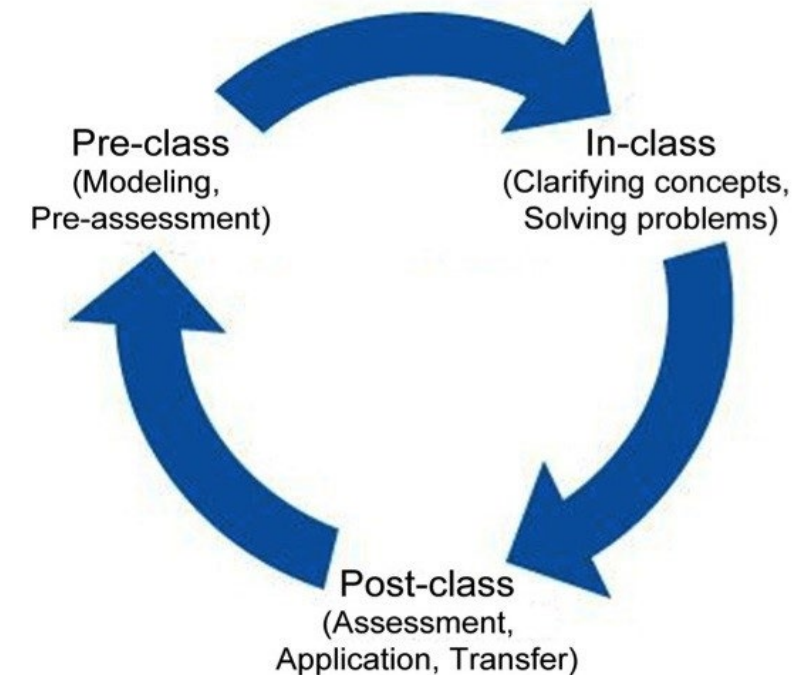 Pre-class
(Modeling,
Pre-assessment)
In-class
(Clarifying concepts,
Solving problems)
Post-class
(Assessment,
Application, Transfer)